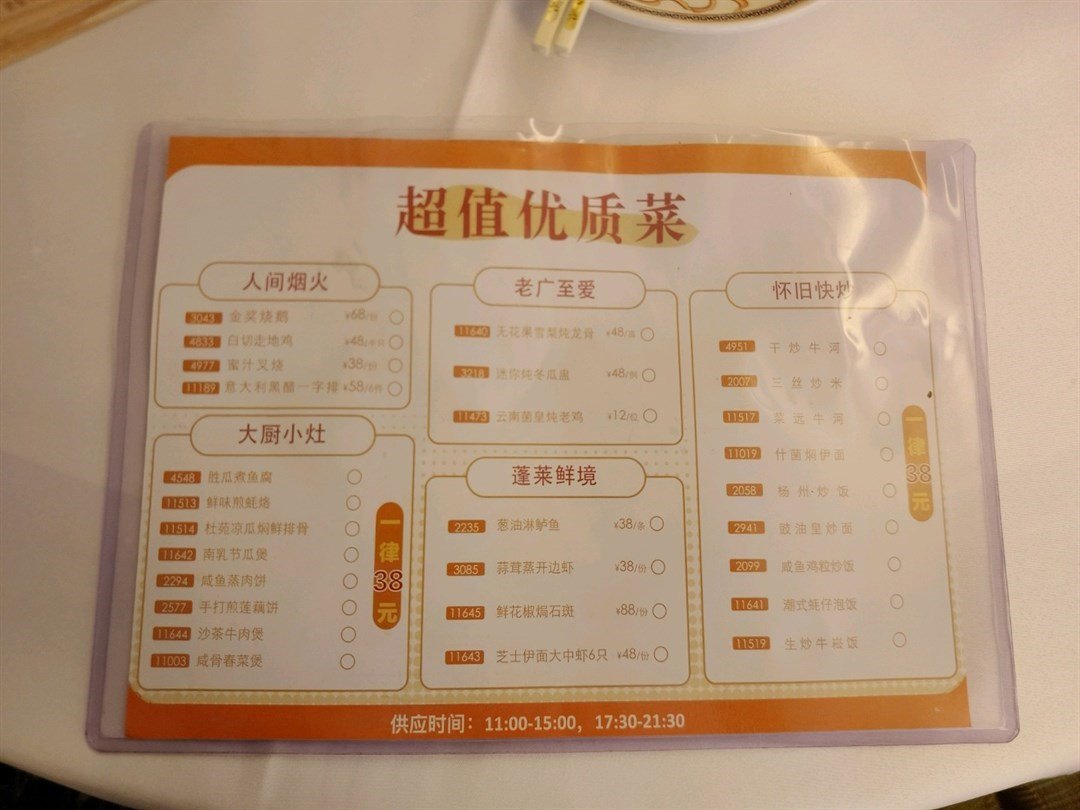 超值优质菜
人间烟火
3043 金奖烧鹅 ¥68/份
4833 白切走地鸡 ¥48/半只
4977 蜜汁叉烧 ¥38/份
11189 意大利黑醋一字排 ¥58/6件
大厨小灶
4548 胜瓜煮鱼腐
11513 鲜味煎蚝烙
11514 杜苑凉瓜焖鲜排骨
11642 南乳节瓜煲
2294 咸鱼蒸肉饼
2577 手打煎莲藕饼
11644 沙茶牛肉煲
11003 咸骨春菜煲
一律38元
老广至爱
11640 无花果雪梨炖龙骨 ¥48/
3218 迷你炖冬瓜盅 ¥48/例
11473 云南菌皇炖老鸡 ¥12/位
蓬莱鲜境
2235 葱油淋鲈鱼 ¥38/条
3085 蒜茸蒸开边虾 ¥38/份
11645 鲜花椒焗石斑 ¥88/份
11643 芝士伊面大中虾6只 ¥48/份
怀旧快炒
4951 干炒牛河
2007 三丝炒米
11517 菜远牛河
11019 什菌焖伊面
2058 杨州·炒饭
2941 豉油皇炒面
2099 咸鱼鸡粒炒饭
11641 潮式蚝仔泡饭
11519 生炒牛崧饭
一律38元
供应时间：11:00-15:00，17:30-21:30